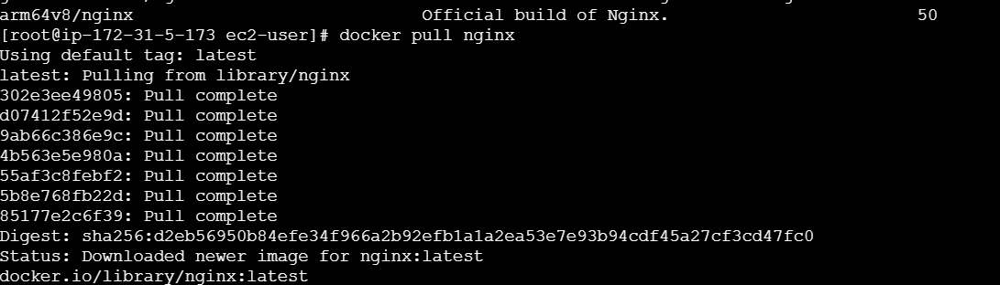 arm64v8/nginx Official build of Nginx. 50
[root@ip-172-31-5-173 ec2-user]# docker pull nginx
Using default tag: latest
latest: Pulling from library/nginx
302e3ee49805: Pull complete
d07412f52e9d: Pull complete
9ab66c386e9c: Pull complete
4b563e5e980a: Pull complete
55af3c8febf2: Pull complete
5b8e768fb22d: Pull complete
85177e2c6f39: Pull complete
Digest: sha256:d2eb56950b84efe34f966a2b92efb1a1a2ea53e7e93b94cdf45a27cf3cd47fc0
Status: Downloaded newer image for nginx:latest
docker.io/library/nginx:latest